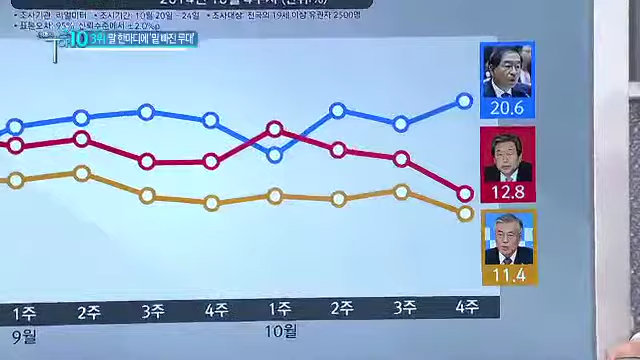 2014년 10월 4주차 (단위:%)
•조사기관: 리얼미터 •조사기간: 10월 20일~24일 •조사대상: 전국의 19세 이상 유권자 2500명
•표본오차: 95% 신뢰수준에서 ±2.0%p
10 3위 말 한마디에 '밑 빠진 무대'
20.6
12.8
11.4
1주 2주 3주 4주 1주 2주 3주 4주
9월 10월